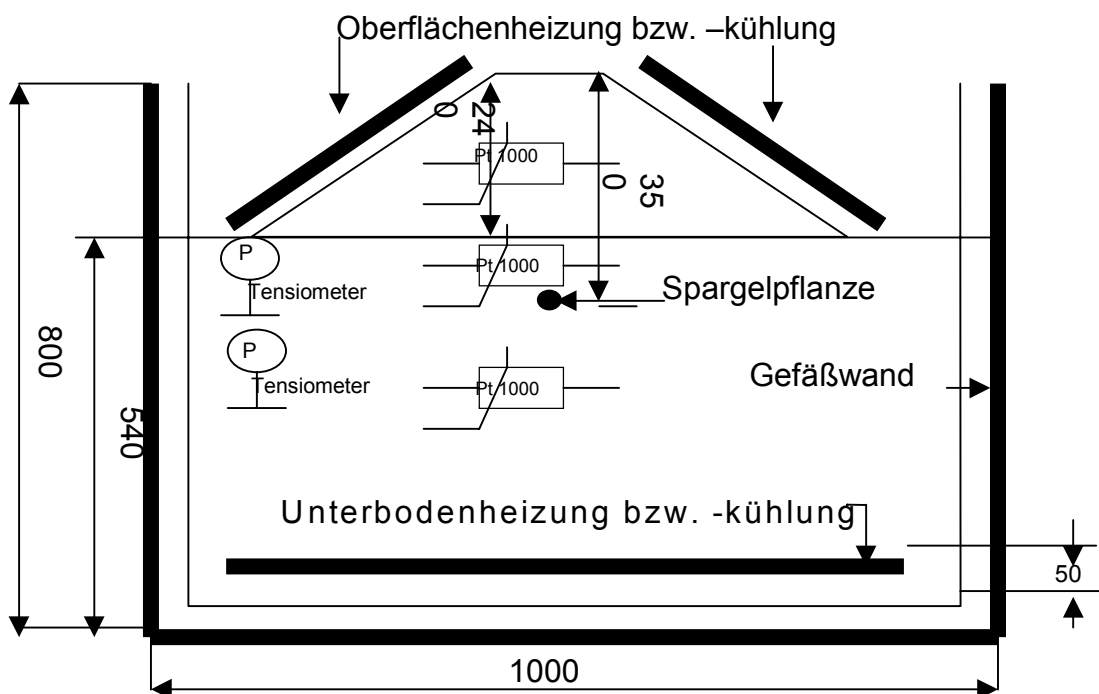 Oberflächenheizung bzw. –kühlung
24
0
Pt 1000
35
0
P
Tensiometer
Pt 1000
Spargelpflanze
800
P
Tensiometer
Pt 1000
Gefäßwand
540
Unterbodenheizung bzw. -kühlung
50
1000